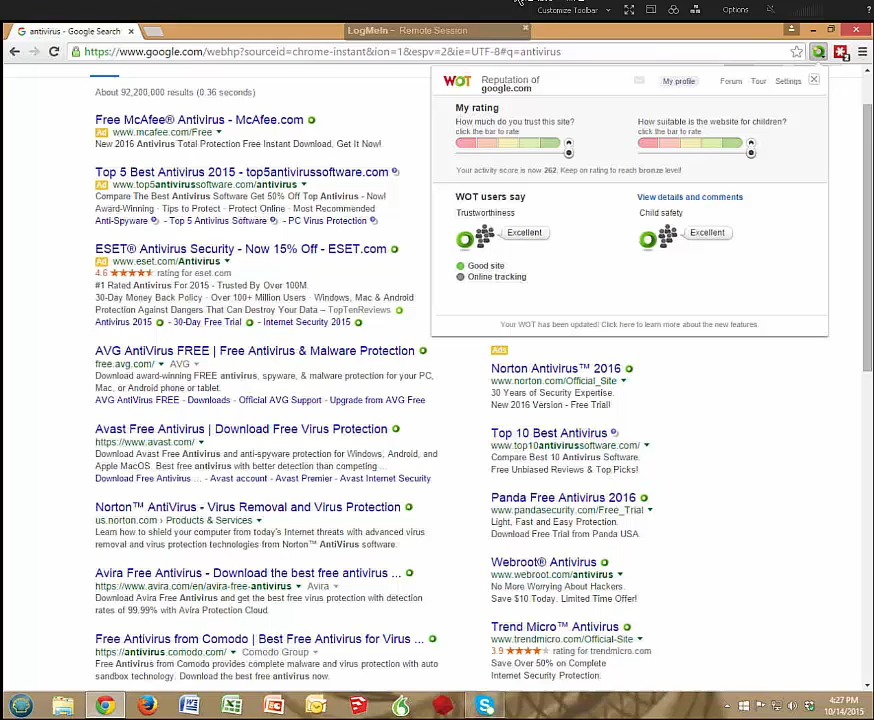 Customize Toolbar
Options
antivirus - Google Search
LogMeIn - Remote Session
https://www.google.com/webhp?sourceid=chrome-instant&ion=1&espv=2&ie=UTF-8#q=antivirus
About 92,200,000 results (0.36 seconds)
Free McAfee® Antivirus - McAfee.com
Ad www.mcafee.com/Free
New 2016 Antivirus Total Protection Free Instant Download, Get It Now!
Top 5 Best Antivirus 2015 - top5antivirussoftware.com
Ad www.top5antivirussoftware.com/antivirus
Compare The Best Antivirus Software Get 50% Off Top Antivirus - Now!
Award-Winning · Tips to Protect · Protect Online · Most Recommended
Anti-Spyware - Top 5 Antivirus Software - PC Virus Protection
ESET® Antivirus Security - Now 15% Off - ESET.com
Ad www.eset.com/Antivirus
4.6 rating for eset.com
#1 Rated Antivirus For 2015 - Trusted By Over 100M.
30-Day Money Back Policy · Over 100+ Million Users · Windows, Mac & Android
Protection Against Dangers That Can Destroy Your Data – TopTenReviews
Antivirus 2015 - 30-Day Free Trial - Internet Security 2015
AVG AntiVirus FREE | Free Antivirus & Malware Protection
free.avg.com/ AVG
Download award-winning FREE antivirus, spyware, & malware protection for your PC,
Mac, or Android phone or tablet.
AVG AntiVirus FREE - Downloads - Official AVG Support - Upgrade from AVG Free
Avast Free Antivirus | Download Free Virus Protection
https://www.avast.com/
Download Avast Free Antivirus and anti-spyware protection for Windows, Android, and
Apple MacOS. Best free antivirus with better detection than competing ...
Download Free Antivirus... - Avast account - Avast Premier - Avast Internet Security
Norton™ AntiVirus - Virus Removal and Virus Protection
us.norton.com › Products & Services
Learn how to shield your computer from today's Internet threats with advanced virus
removal and virus protection technologies from Norton™ AntiVirus software.
Avira Free Antivirus - Download the best free antivirus ...
https://www.avira.com/en/avira-free-antivirus Avira
Download Avira Free Antivirus and get the best free virus protection with detection
rates of 99.99% with Avira Protection Cloud.
Free Antivirus from Comodo | Best Free Antivirus for Virus ...
https://antivirus.comodo.com/ Comodo Group
Free Antivirus from Comodo provides complete malware and virus protection with auto
sandbox technology. Download the best free antivirus now.
WOT Reputation of
google.com
My profile
Forum
Tour
Settings
My rating
How much do you trust this site?
click the bar to rate
How suitable is the website for children?
click the bar to rate
Your activity score is now 262. Keep on rating to reach bronze level!
WOT users say
View details and comments
Trustworthiness
Excellent
Child safety
Excellent
Good site
Online tracking
Your WOT has been updated! Click here to learn more about the new features.
Ads
Norton Antivirus™ 2016
www.norton.com/Official_Site
30 Years of Security Expertise.
New 2016 Version - Free Trial!
Top 10 Best Antivirus
www.top10antivirussoftware.com/
Compare Best 10 Antivirus Software.
Free Unbiased Reviews & Top Picks!
Panda Free Antivirus 2016
www.pandasecurity.com/Free_Trial
Light, Fast and Easy Protection.
Download Free Trial from Panda USA.
Webroot® Antivirus
www.webroot.com/antivirus
No More Worrying About Hackers.
Save $10 Today. Limited Time Offer!
Trend Micro™ Antivirus
www.trendmicro.com/Official-Site
3.9 rating for trendmicro.com
Save Over 50% on Complete
Internet Security Protection.
4:27 PM
10/14/2015